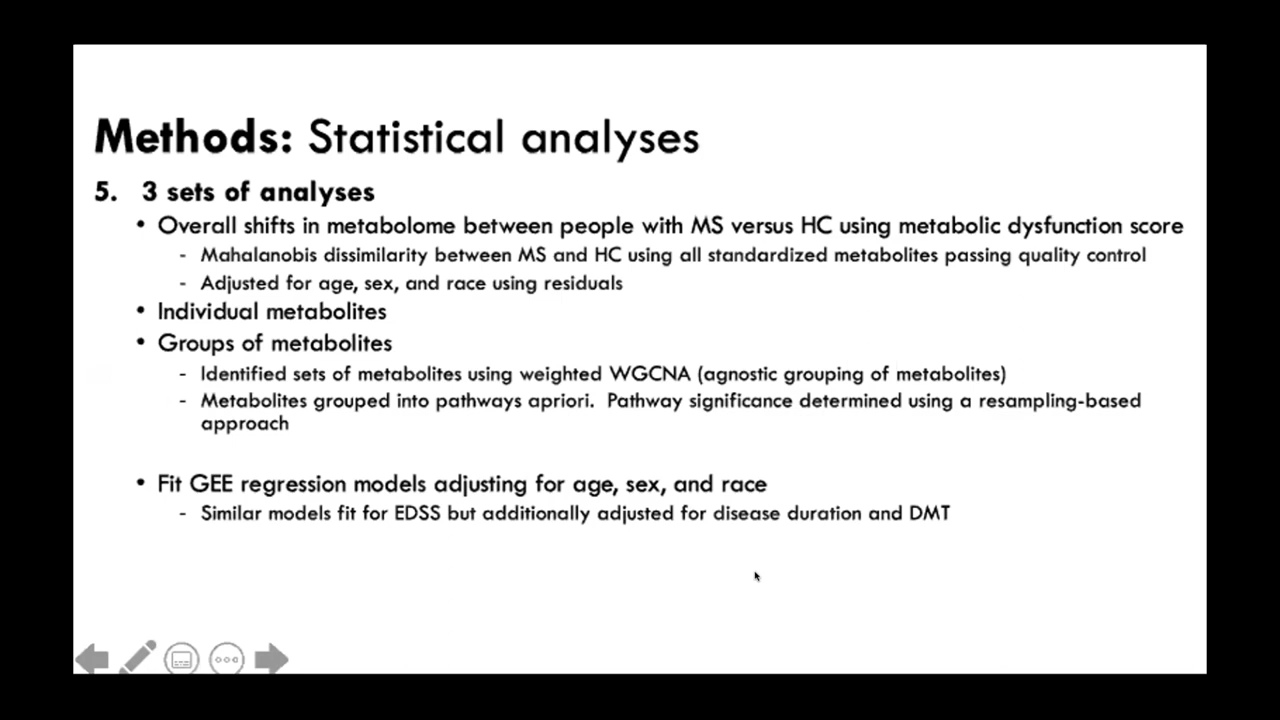 Methods: Statistical analyses
5. 3 sets of analyses
• Overall shifts in metabolome between people with MS versus HC using metabolic dysfunction score
- Mahalanobis dissimilarity between MS and HC using all standardized metabolites passing quality control
- Adjusted for age, sex, and race using residuals
• Individual metabolites
• Groups of metabolites
- Identified sets of metabolites using weighted WGCNA (agnostic grouping of metabolites)
- Metabolites grouped into pathways apriori. Pathway significance determined using a resampling-based
approach
• Fit GEE regression models adjusting for age, sex, and race
- Similar models fit for EDSS but additionally adjusted for disease duration and DMT